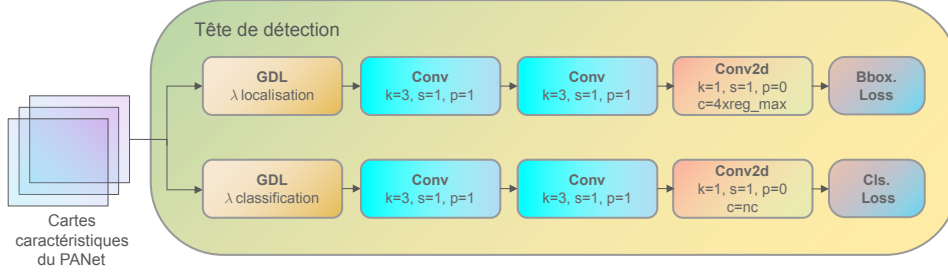 Tête de détection
GDL
λ localisation
Conv
k=3, s=1, p=1
Conv
k=3, s=1, p=1
Conv2d
k=1, s=1, p=0
c=4xreg_max
Bbox.
Loss
GDL
λ classification
Conv
k=3, s=1, p=1
Conv
k=3, s=1, p=1
Conv2d
k=1, s=1, p=0
c=nc
Cls.
Loss
Cartes
caractéristiques
du PANet